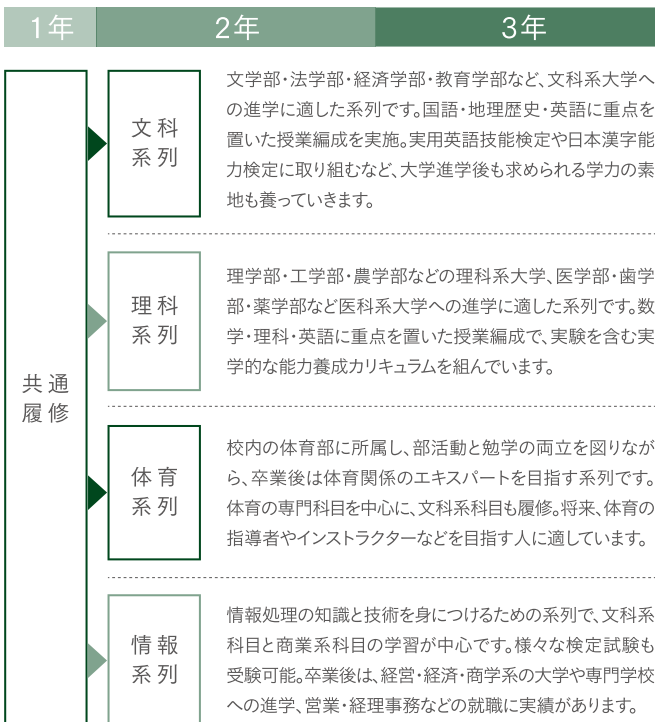 1年
2年
3年
共通
履修
文科
系列
文学部・法学部・経済学部・教育学部など、文科系大学へ
の進学に適した系列です。国語・地理歴史・英語に重点を
置いた授業編成を実施。実用英語技能検定や日本漢字能
力検定に取り組むなど、大学進学後も求められる学力の素
地も養っていきます。
理科
系列
理学部・工学部・農学部などの理科系大学、医学部・歯学
部・薬学部など医科系大学への進学に適した系列です。数
学・理科・英語に重点を置いた授業編成で、実験を含む実
学的な能力養成カリキュラムを組んでいます。
体育
系列
校内の体育部に所属し、部活動と勉学の両立を図りなが
ら、卒業後は体育関係のエキスパートを目指す系列です。
体育の専門科目を中心に、文科系科目も履修。将来、体育の
指導者やインストラクターなどを目指す人に適しています。
情報
系列
情報処理の知識と技術を身につけるための系列で、文科系
科目と商業系科目の学習が中心です。様々な検定試験も
受験可能。卒業後は、経営・経済・商学系の大学や専門学校
への進学、営業・経理事務などの就職に実績があります。